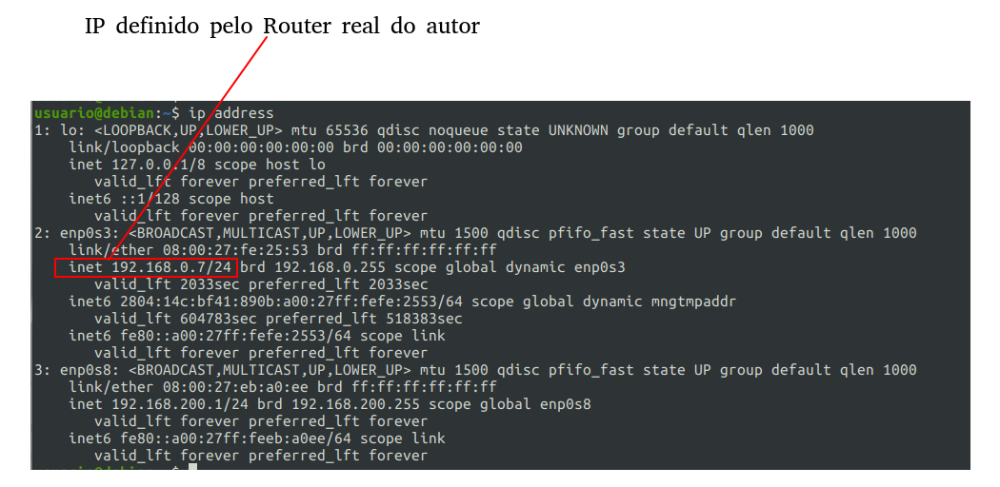 IP definido pelo Router real do autor
usuario@debian:~$ ip address
1: lo: <LOOPBACK,UP,LOWER_UP> mtu 65536 qdisc noqueue state UNKNOWN group default qlen 1000
link/loopback 00:00:00:00:00:00 brd 00:00:00:00:00:00
inet 127.0.0.1/8 scope host lo
valid_lft forever preferred_lft forever
inet6 ::1/128 scope host
valid_lft forever preferred_lft forever
2: enp0s3: <BROADCAST,MULTICAST,UP,LOWER_UP> mtu 1500 qdisc pfifo_fast state UP group default qlen 1000
link/ether 08:00:27:fe:25:53 brd ff:ff:ff:ff:ff:ff
inet 192.168.0.7/24 brd 192.168.0.255 scope global dynamic enp0s3
valid_lft 2033sec preferred_lft 2033sec
inet6 2804:14c:bf41:890b:a00:27ff:fefe:2553/64 scope global dynamic mngtmpaddr
valid_lft 604783sec preferred_lft 518383sec
inet6 fe80::a00:27ff:fefe:2553/64 scope link
valid_lft forever preferred_lft forever
3: enp0s8: <BROADCAST,MULTICAST,UP,LOWER_UP> mtu 1500 qdisc pfifo_fast state UP group default qlen 1000
link/ether 08:00:27:eb:a0:ee brd ff:ff:ff:ff:ff:ff
inet 192.168.200.1/24 brd 192.168.200.255 scope global enp0s8
valid_lft forever preferred_lft forever
inet6 fe80::a00:27ff:feeb:a0ee/64 scope link
valid_lft forever preferred_lft forever